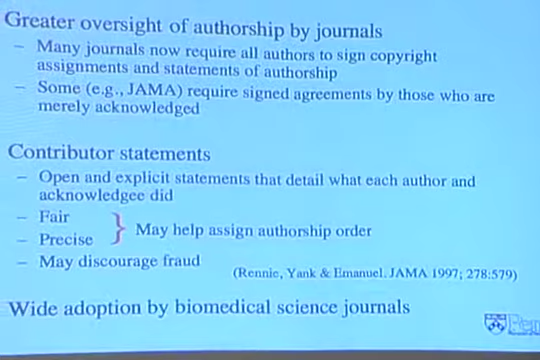 Greater oversight of authorship by journals
– Many journals now require all authors to sign copyright
assignments and statements of authorship
– Some (e.g., JAMA) require signed agreements by those who are
merely acknowledged
Contributor statements
– Open and explicit statements that detail what each author and
acknowledgee did
– Fair
– Precise
} May help assign authorship order
– May discourage fraud
(Rennie, Yank & Emanuel. JAMA 1997; 278:579)
Wide adoption by biomedical science journals